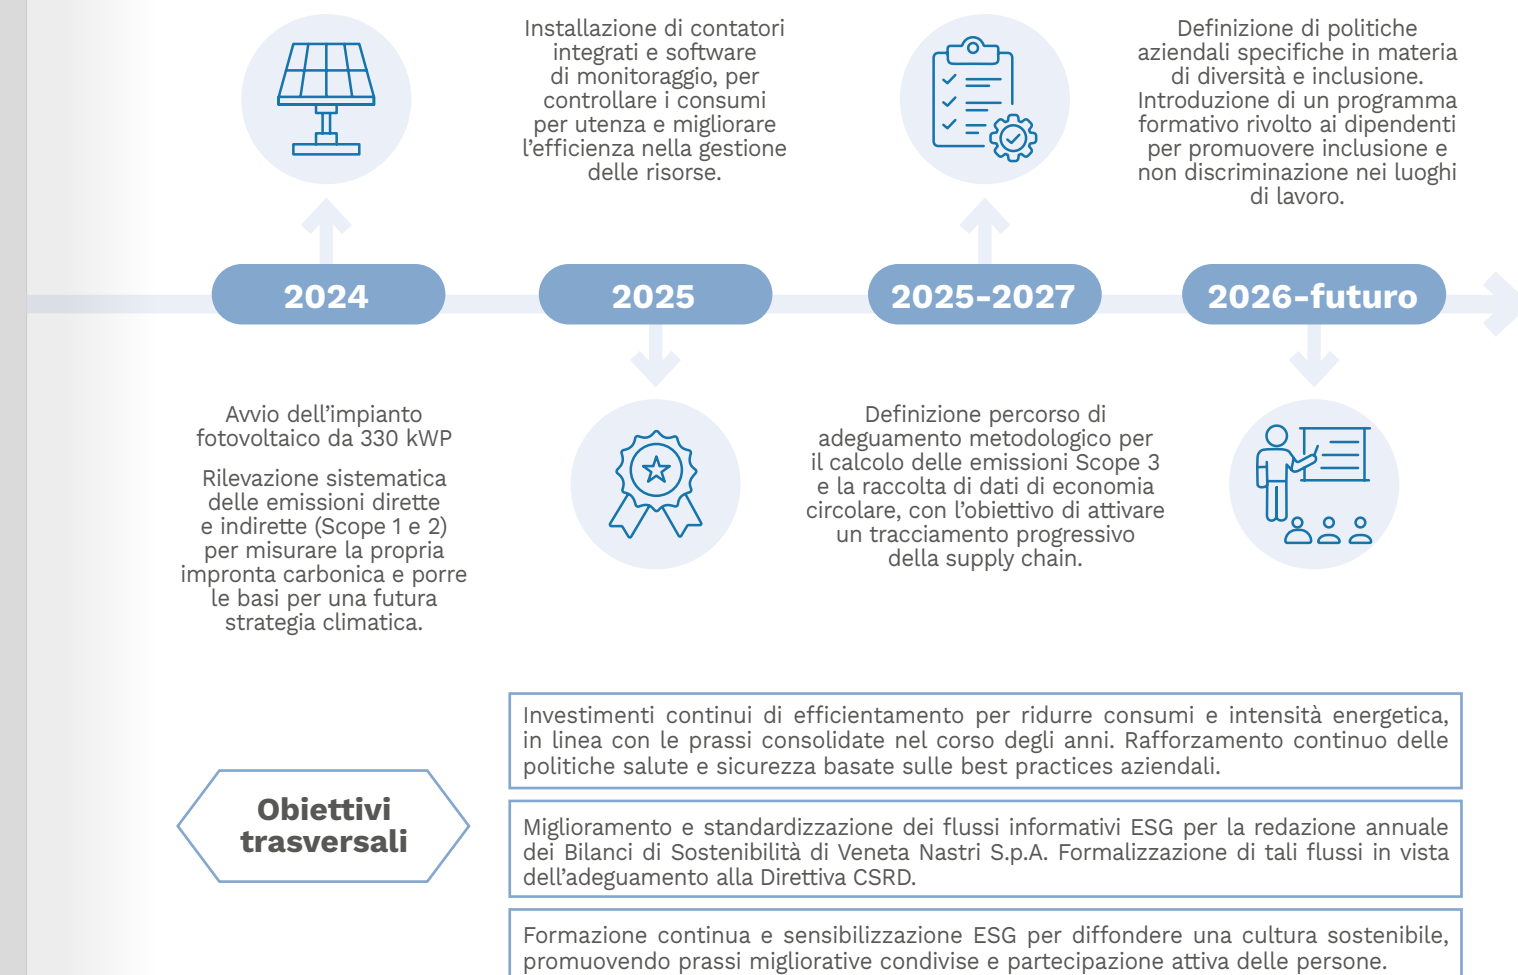 Installazione di contatori
integrati e software
di monitoraggio, per
controllare i consumi
per utenza e migliorare
l’efficienza nella gestione
delle risorse.
Definizione di politiche
aziendali specifiche in materia
di diversità e inclusione.
Introduzione di un programma
formativo rivolto ai dipendenti
per promuovere inclusione e
non discriminazione nei luoghi
di lavoro.
2024
2025
2025-2027
2026-futuro
Avvio dell’impianto
fotovoltaico da 330 kWP
Rilevazione sistematica
delle emissioni dirette
e indirette (Scope 1 e 2)
per misurare la propria
impronta carbonica e porre
le basi per una futura
strategia climatica.
Definizione percorso di
adeguamento metodologico per
il calcolo delle emissioni Scope 3
e la raccolta di dati di economia
circolare, con l’obiettivo di attivare
un tracciamento progressivo
della supply chain.
Obiettivi
trasversali
Investimenti continui di efficientamento per ridurre consumi e intensità energetica,
in linea con le prassi consolidate nel corso degli anni. Rafforzamento continuo delle
politiche salute e sicurezza basate sulle best practices aziendali.
Miglioramento e standardizzazione dei flussi informativi ESG per la redazione annuale
dei Bilanci di Sostenibilità di Veneta Nastri S.p.A. Formalizzazione di tali flussi in vista
dell’adeguamento alla Direttiva CSRD.
Formazione continua e sensibilizzazione ESG per diffondere una cultura sostenibile,
promuovendo prassi migliorative condivise e partecipazione attiva delle persone.